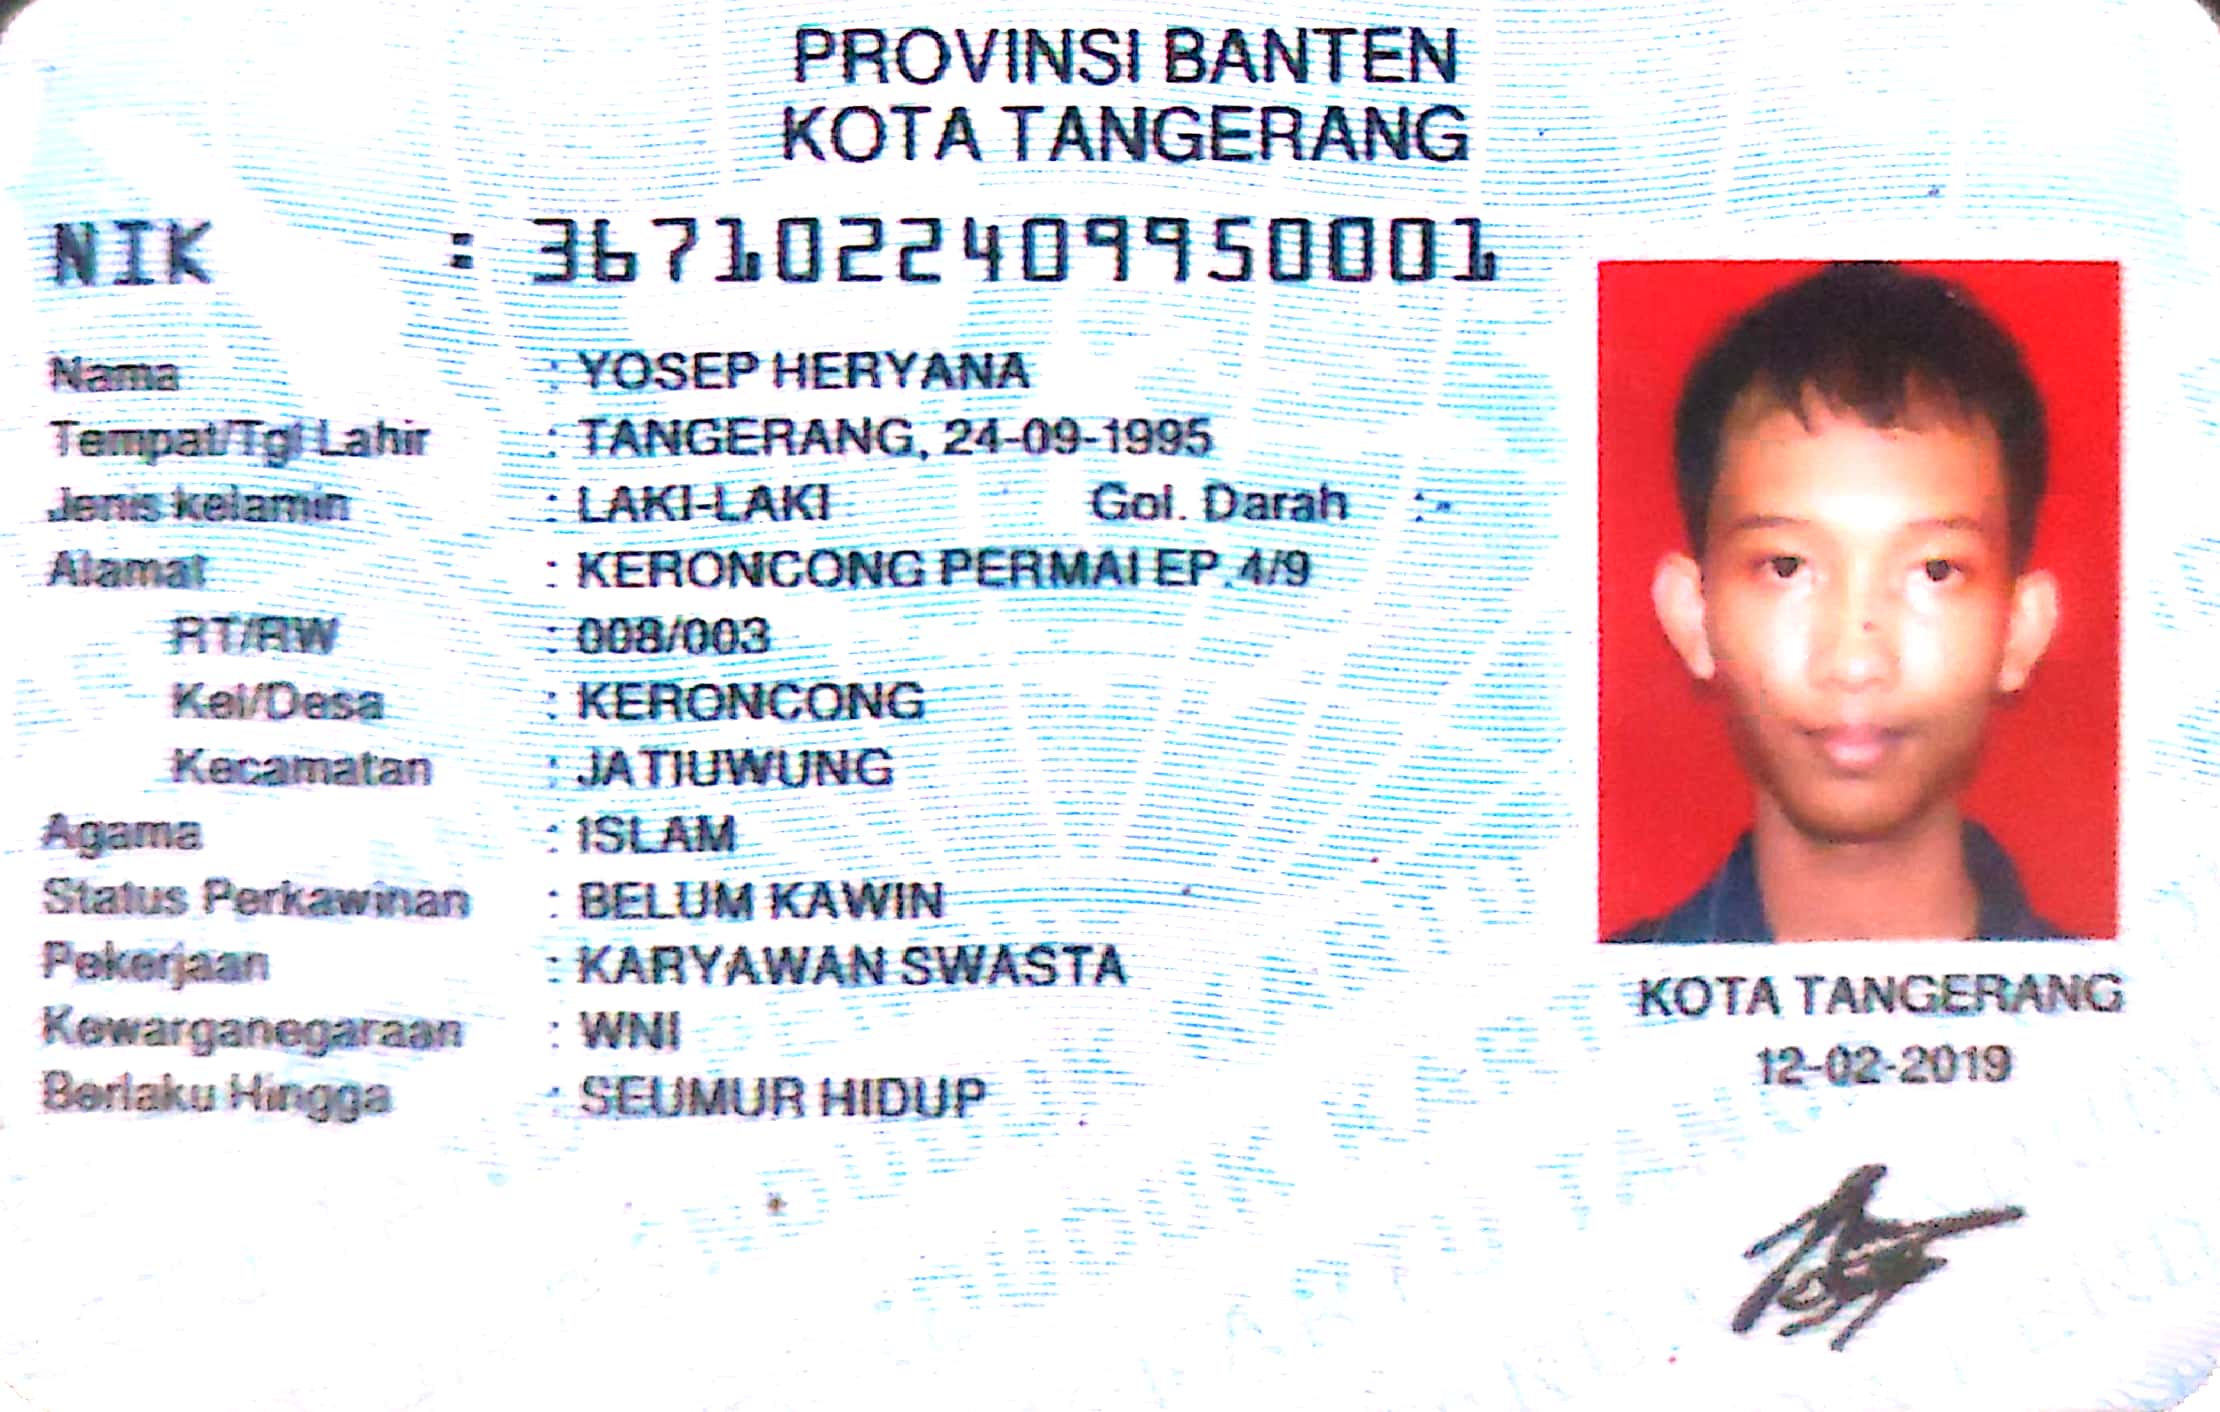 PROVINSI BANTEN
KOTA TANGERANG
NIK : 3671022409950001
Nama : YOSEP HERYANA
Tempat/Tgl Lahir : TANGERANG, 24-09-1995
Jenis kelamin : LAKI-LAKI Gol. Darah :-
Alamat : KERONCONG PERMAI EP.4/9
RT/RW : 008/003
Kel/Desa : KERONCONG
Kecamatan : JATIUWUNG
Agama : ISLAM
Status Perkawinan : BELUM KAWIN
Pekerjaan : KARYAWAN SWASTA
Kewarganegaraan : WNI
Berlaku Hingga : SEUMUR HIDUP
KOTA TANGERANG
12-02-2019